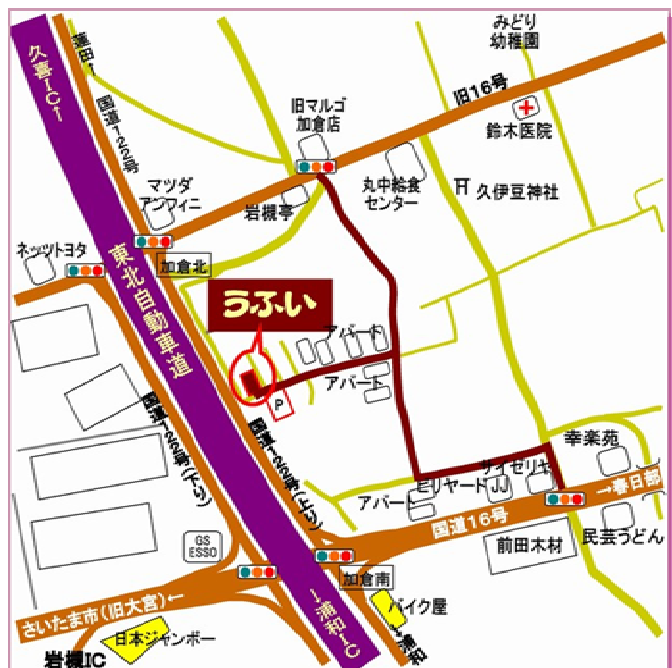 みどり
幼稚園
久喜IC↑
蓮田↑
国道122号
旧16号
旧マルゴ
加倉店
鈴木医院
マツダ
アンフィニ
岩槻亭
丸中給食
センター
久伊豆神社
ネッツトヨタ
加倉北
東北自動車道
うふい
アパート
アパート
P
国道122号(下り)
国道122号(上り)
幸楽苑
サイゼリヤ
ビリヤードJJ
アパート
→春日部
国道16号
GS
ESSO
前田木材
民芸うどん
加倉南
さいたま市(旧大宮)←
↓浦和IC
バイク屋
↓浦和
日本ジャンボー
岩槻IC